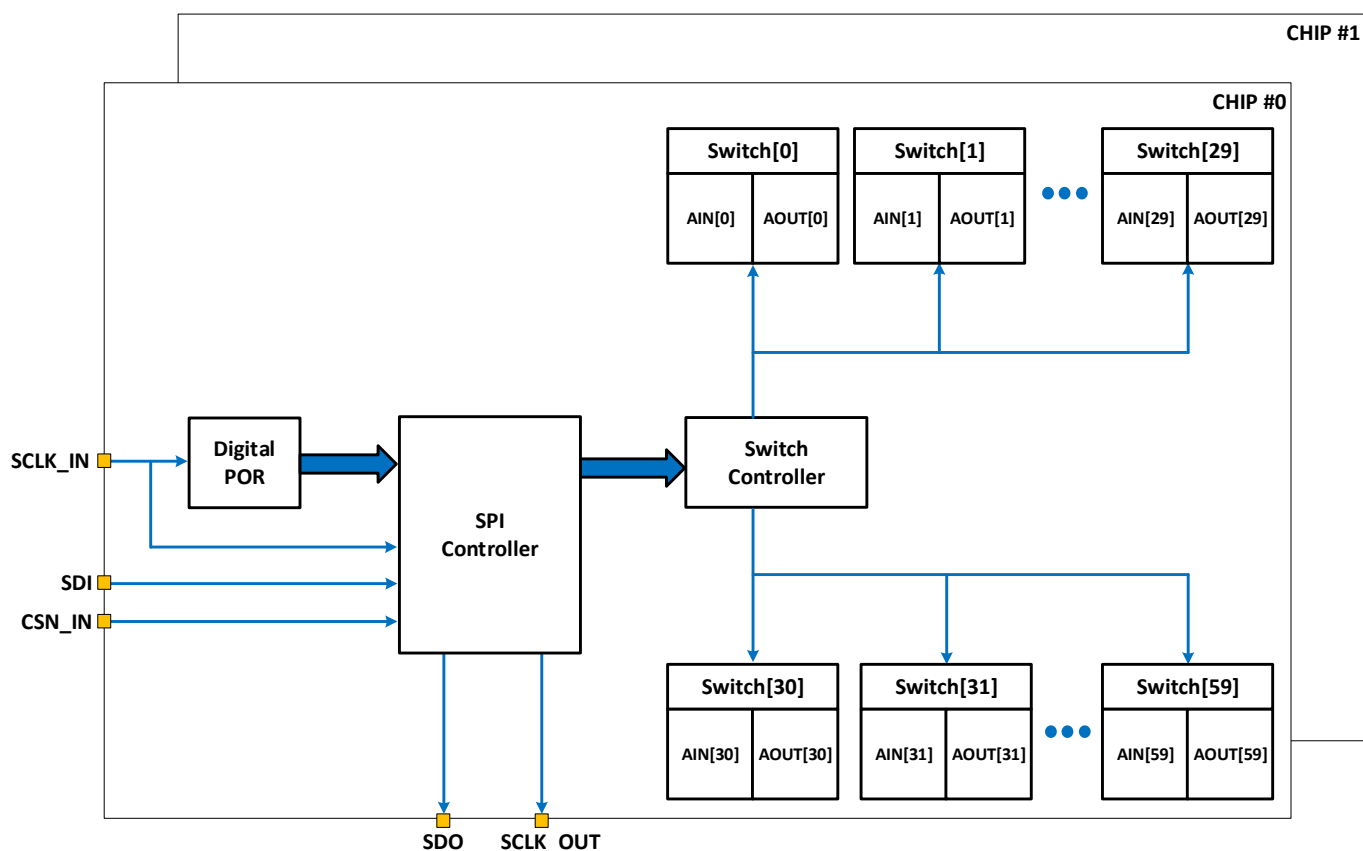 CHIP #1
CHIP #0
Switch[0]
Switch[1]
Switch[29]
AIN[0]
AOUT[0]
AIN[1]
AOUT[1]
AIN[29]
AOUT[29]
SCLK_IN
Digital
POR
SPI
Controller
Switch
Controller
SDI
CSN_IN
Switch[30]
Switch[31]
Switch[59]
AIN[30]
AOUT[30]
AIN[31]
AOUT[31]
AIN[59]
AOUT[59]
SDO
SCLK_OUT